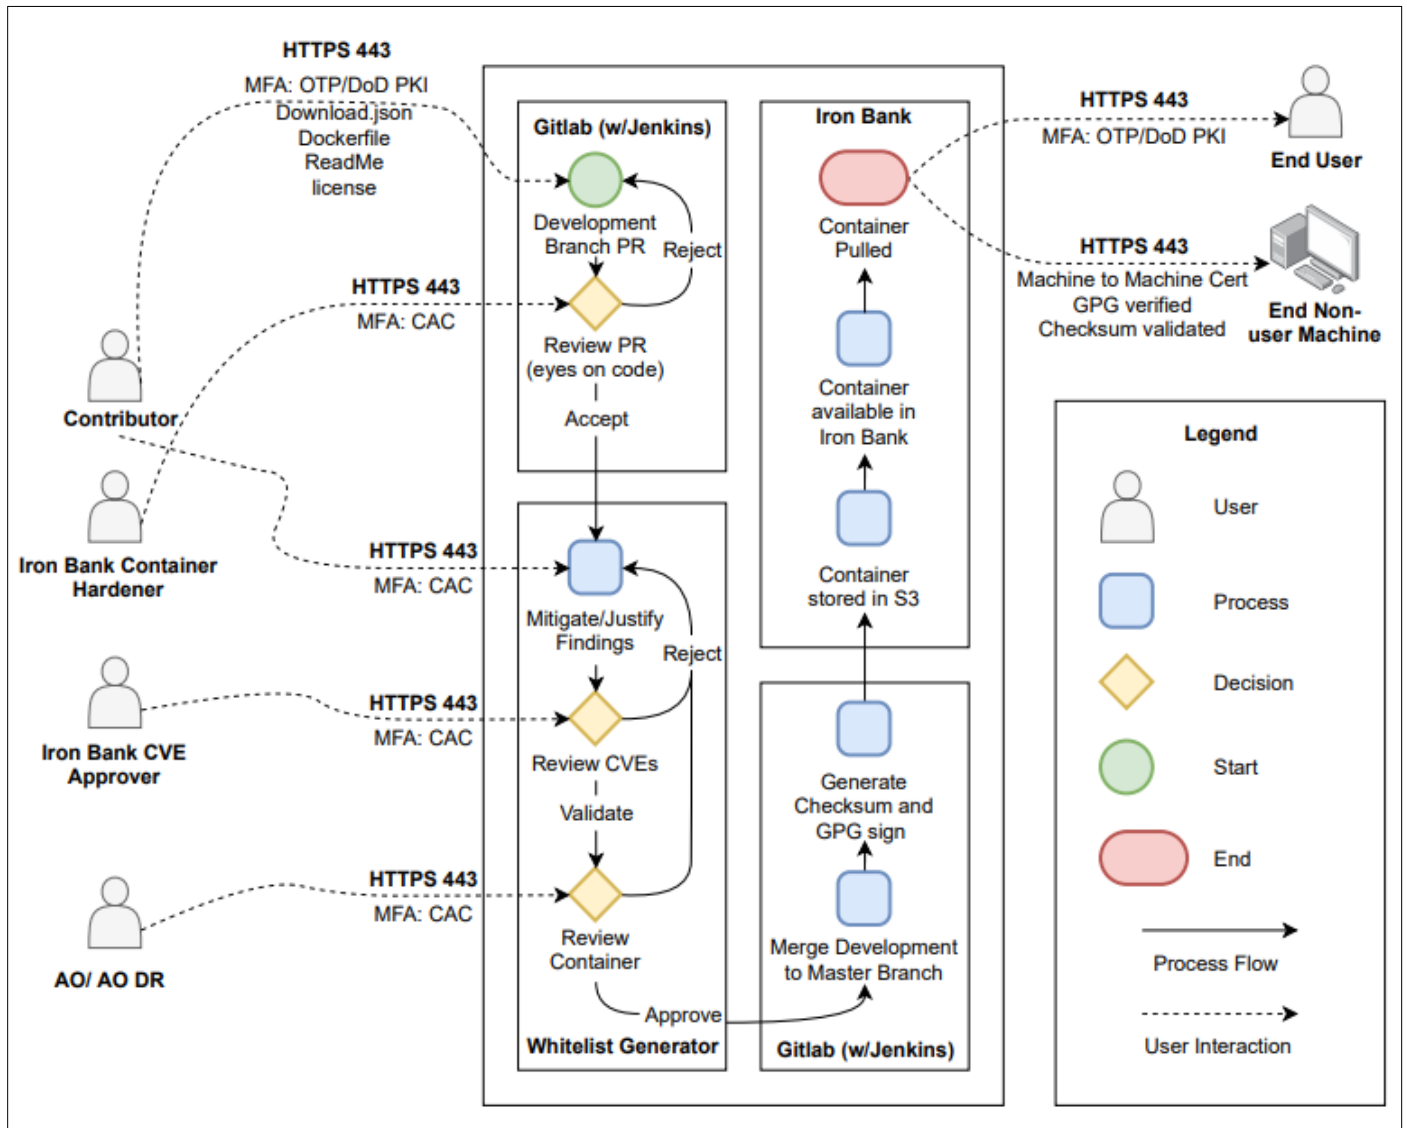 HTTPS 443
MFA: OTP/DoD PKI
Download.json
Dockerfile
ReadMe
license
HTTPS 443
MFA: CAC
Contributor
Iron Bank Container
Hardener
HTTPS 443
MFA: CAC
Iron Bank CVE
Approver
HTTPS 443
MFA: CAC
AO/ AO DR
HTTPS 443
MFA: CAC
Gitlab (w/Jenkins)
Development
Branch PR
Reject
Review PR
(eyes on code)
Accept
Mitigate/Justify
Findings
Reject
Review CVEs
Validate
Review
Container
Approve
Whitelist Generator
Iron Bank
Container
Pulled
Container
available in
Iron Bank
Container
stored in S3
Generate
Checksum and
GPG sign
Merge Development
to Master Branch
Gitlab (w/Jenkins)
HTTPS 443
MFA: OTP/DoD PKI
End User
HTTPS 443
Machine to Machine Cert
GPG verified
Checksum validated
End Non-
user Machine
Legend
User
Process
Decision
Start
End
Process Flow
User Interaction